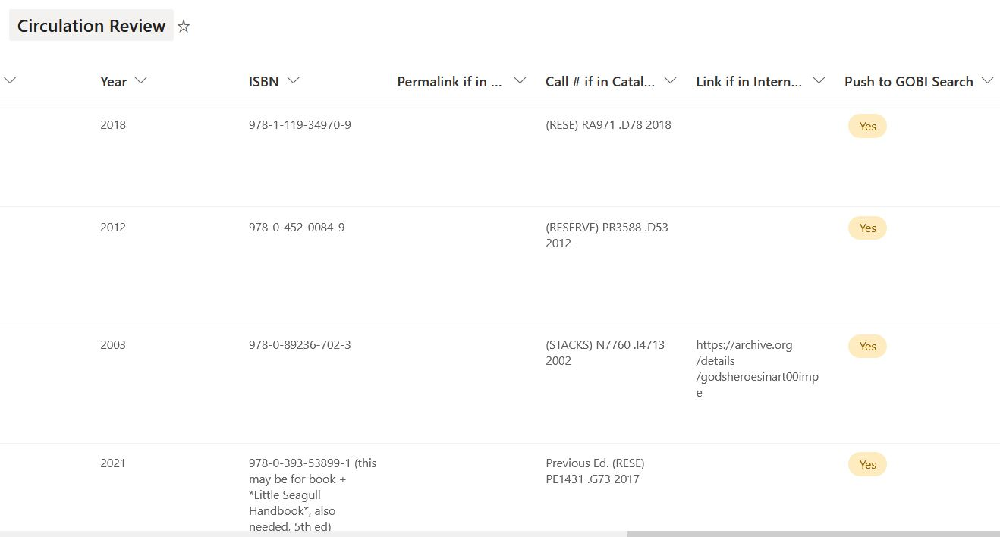 Circulation Review
Year ISBN Permalink if in ... Call # if in Catal... Link if in Intern... Push to GOBI Search
2018 978-1-119-34970-9 (RESE) RA971 .D78 2018 Yes
2012 978-0-452-0084-9 (RESERVE) PR3588 .D53 Yes
2012
2003 978-0-89236-702-3 (STACKS) N7760 .I4713 https://archive.org Yes
2002 /details
/godsheroesinart00imp
e
2021 978-0-393-53899-1 (this Previous Ed. (RESE) Yes
may be for book + PE1431 .G73 2017
*Little Seagull
Handbook*, also
needed, 5th ed)